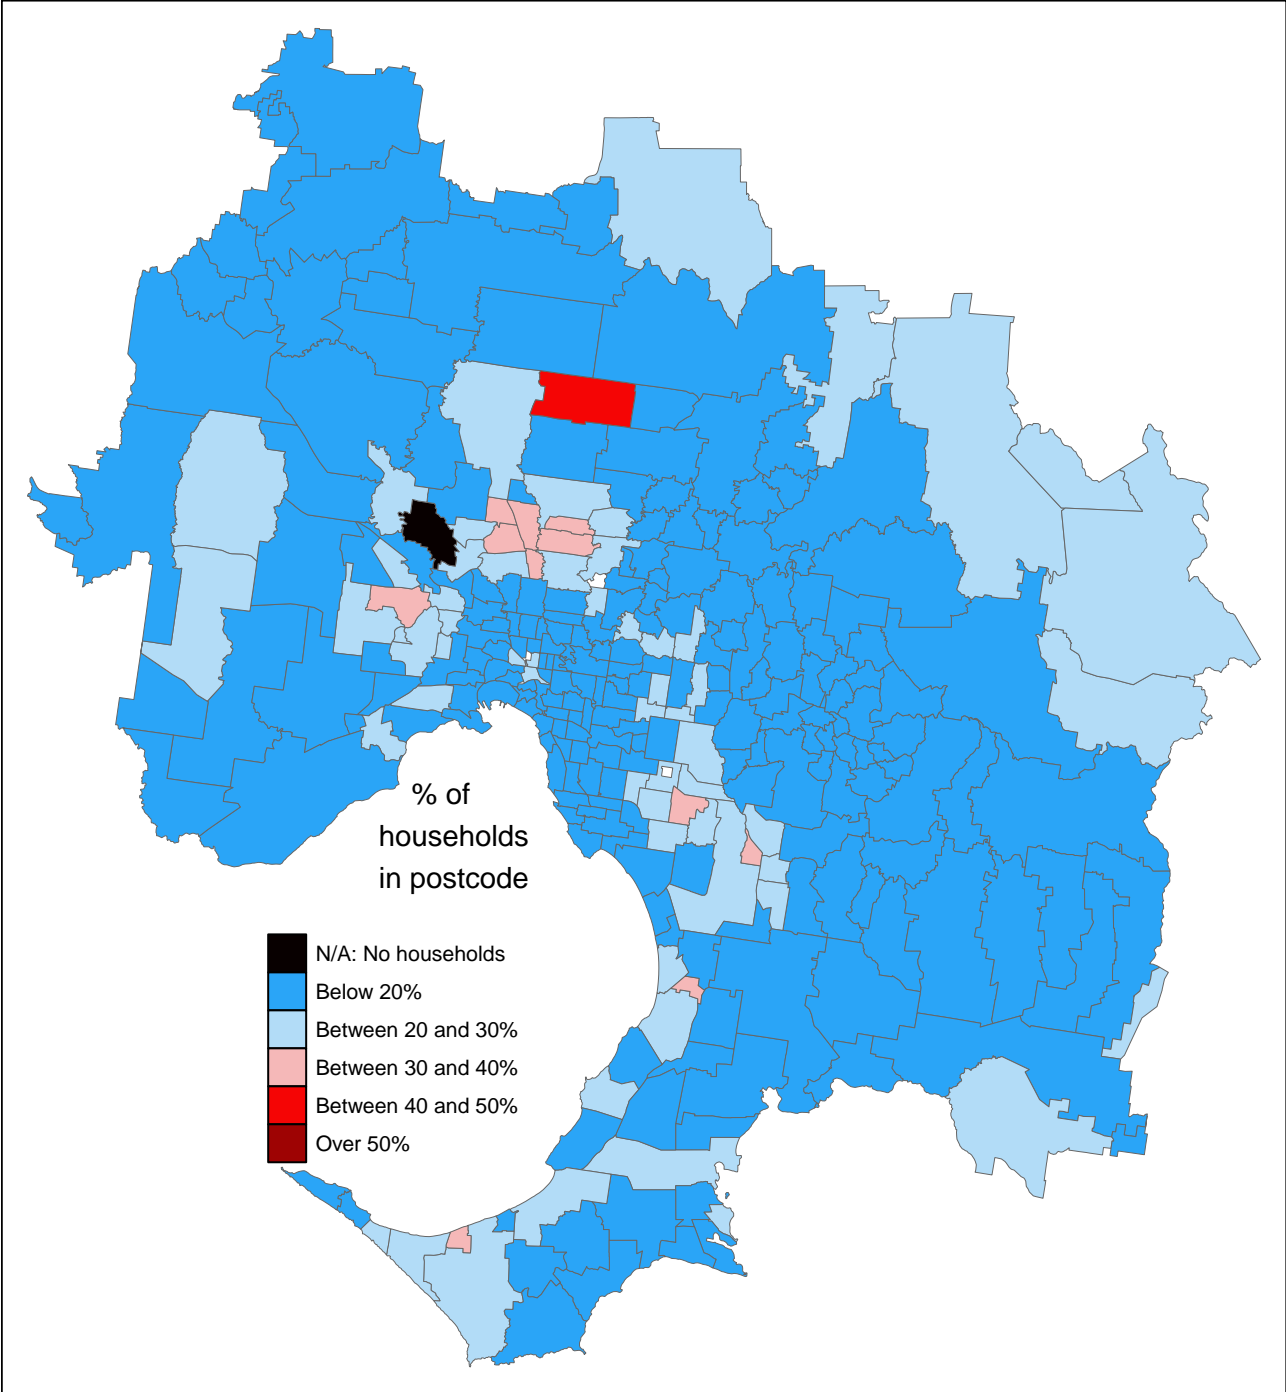 % of
households
in postcode
N/A: No households
Below 20%
Between 20 and 30%
Between 30 and 40%
Between 40 and 50%
Over 50%